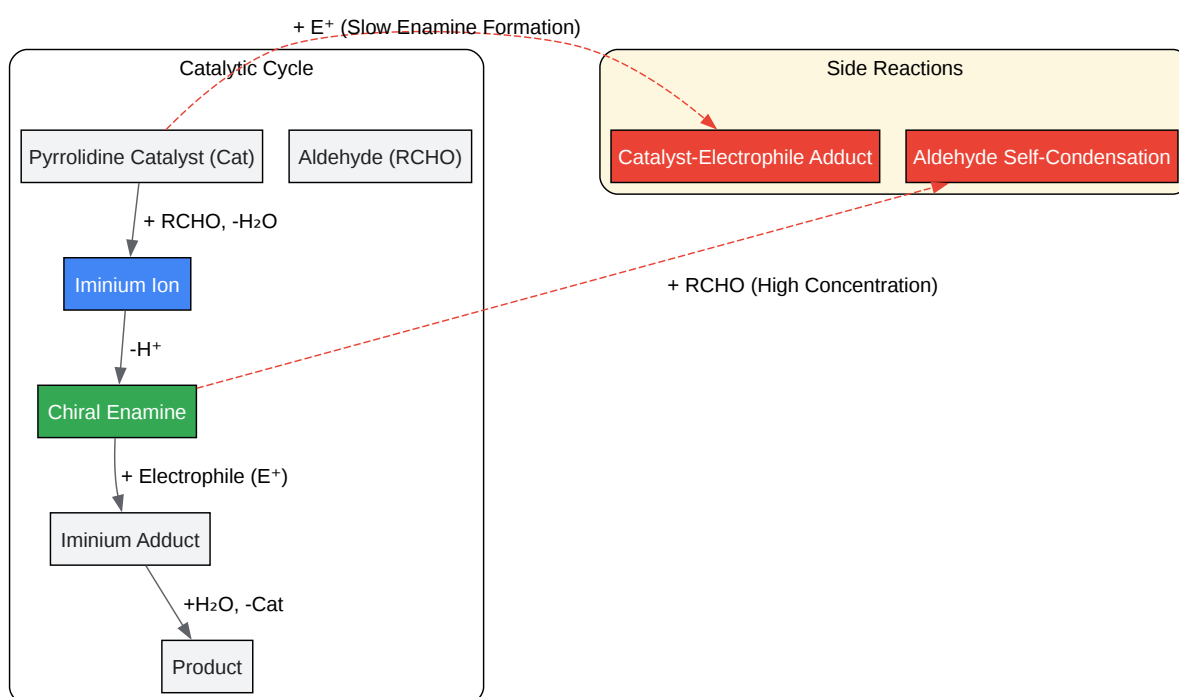 + E⁺ (Slow Enamine Formation)
Catalytic Cycle
Side Reactions
Pyrrolidine Catalyst (Cat)
Aldehyde (RCHO)
Catalyst-Electrophile Adduct
Aldehyde Self-Condensation
+ RCHO, -H₂O
Iminium Ion
+ RCHO (High Concentration)
-H⁺
Chiral Enamine
+ Electrophile (E⁺)
Iminium Adduct
+H₂O, -Cat
Product